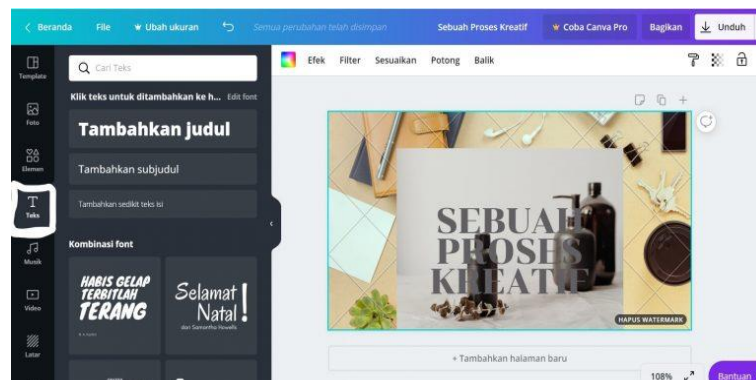 Beranda File Ubah ukuran Semua perubahan telah disimpan Sebuah Proses Kreatif Coba Canva Pro Bagikan Unduh
Efek Filter Sesuaikan Potong Balik
Template
Foto
Elemen
Teks
Musik
Video
Latar
Cari Teks
Klik teks untuk ditambahkan ke h... Edit font
Tambahkan judul
Tambahkan subjudul
Tambahkan sedikit teks isi
Kombinasi font
HABIS GELAP
TERBITLAH
TERANG
Selamat
Natal!
dari Samantha Howells
SEBUAH
PROSES
KREATIF
HAPUS WATERMARK
+ Tambahkan halaman baru
108%
Bantuan